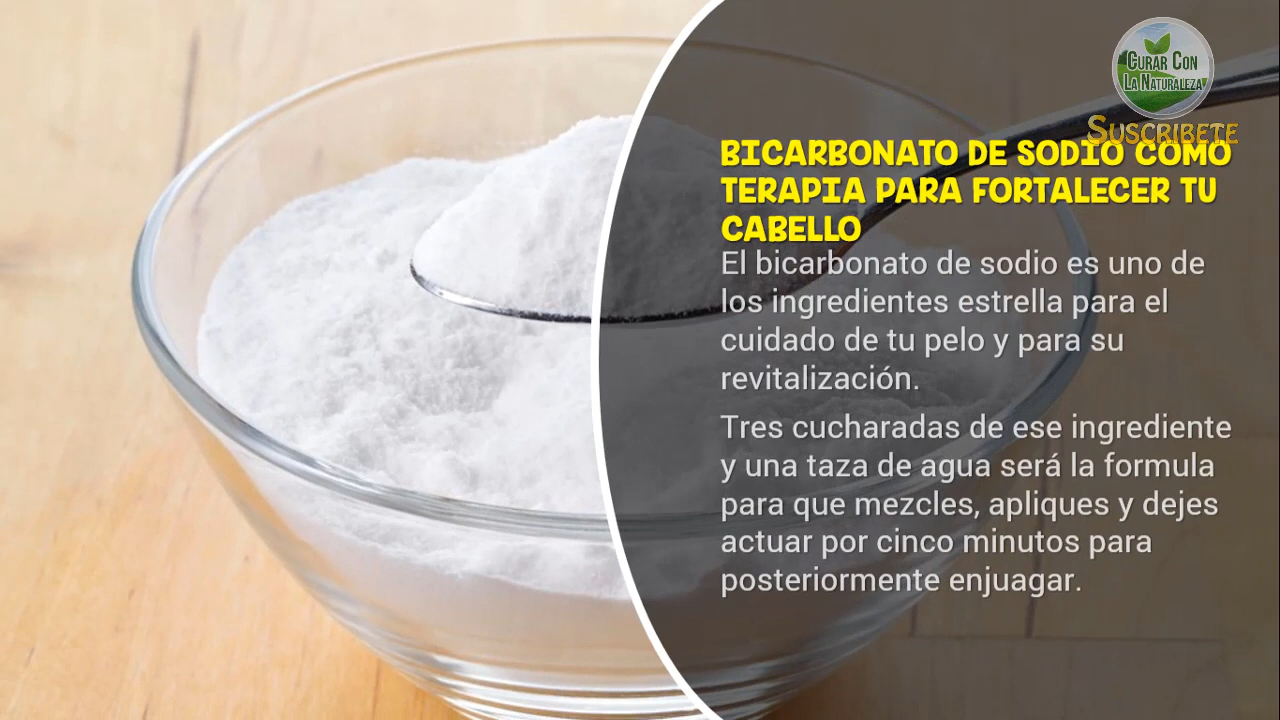 CURAR CON
LA NATURALEZA
SUSCRIBETE
BICARBONATO DE SODIO COMO
TERAPIA PARA FORTALECER TU
CABELLO
El bicarbonato de sodio es uno de
los ingredientes estrella para el
cuidado de tu pelo y para su
revitalización.
Tres cucharadas de ese ingrediente
y una taza de agua será la formula
para que mezcles, apliques y dejes
actuar por cinco minutos para
posteriormente enjuagar.